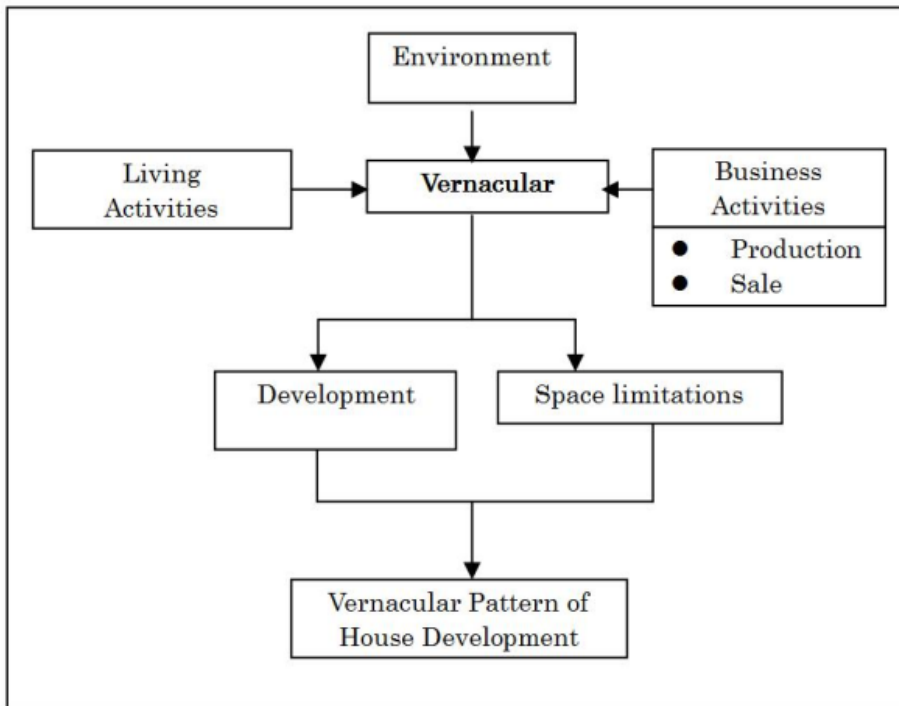 Environment
Living
Activities
Vernacular
Business
Activities
● Production
● Sale
Development
Space limitations
Vernacular Pattern of
House Development